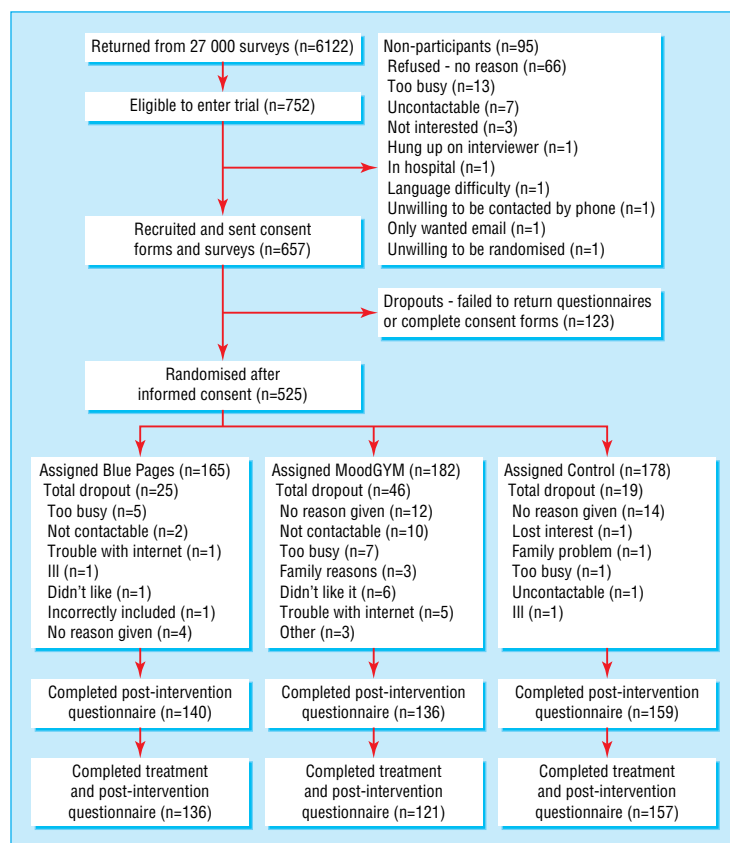 Returned from 27 000 surveys (n=6122)
Eligible to enter trial (n=752)
Non-participants (n=95)
Refused - no reason (n=66)
Too busy (n=13)
Uncontactable (n=7)
Not interested (n=3)
Hung up on interviewer (n=1)
In hospital (n=1)
Language difficulty (n=1)
Unwilling to be contacted by phone (n=1)
Only wanted email (n=1)
Unwilling to be randomised (n=1)
Recruited and sent consent
forms and surveys (n=657)
Dropouts - failed to return questionnaires
or complete consent forms (n=123)
Randomised after
informed consent (n=525)
Assigned Blue Pages (n=165)
Total dropout (n=25)
Too busy (n=5)
Not contactable (n=2)
Trouble with internet (n=1)
Ill (n=1)
Didn't like (n=1)
Incorrectly included (n=1)
No reason given (n=4)
Assigned MoodGYM (n=182)
Total dropout (n=46)
No reason given (n=12)
Not contactable (n=10)
Too busy (n=7)
Family reasons (n=3)
Didn't like it (n=6)
Trouble with internet (n=5)
Other (n=3)
Assigned Control (n=178)
Total dropout (n=19)
No reason given (n=14)
Lost interest (n=1)
Family problem (n=1)
Too busy (n=1)
Uncontactable (n=1)
Ill (n=1)
Completed post-intervention
questionnaire (n=140)
Completed post-intervention
questionnaire (n=136)
Completed post-intervention
questionnaire (n=159)
Completed treatment
and post-intervention
questionnaire (n=136)
Completed treatment
and post-intervention
questionnaire (n=121)
Completed treatment
and post-intervention
questionnaire (n=157)